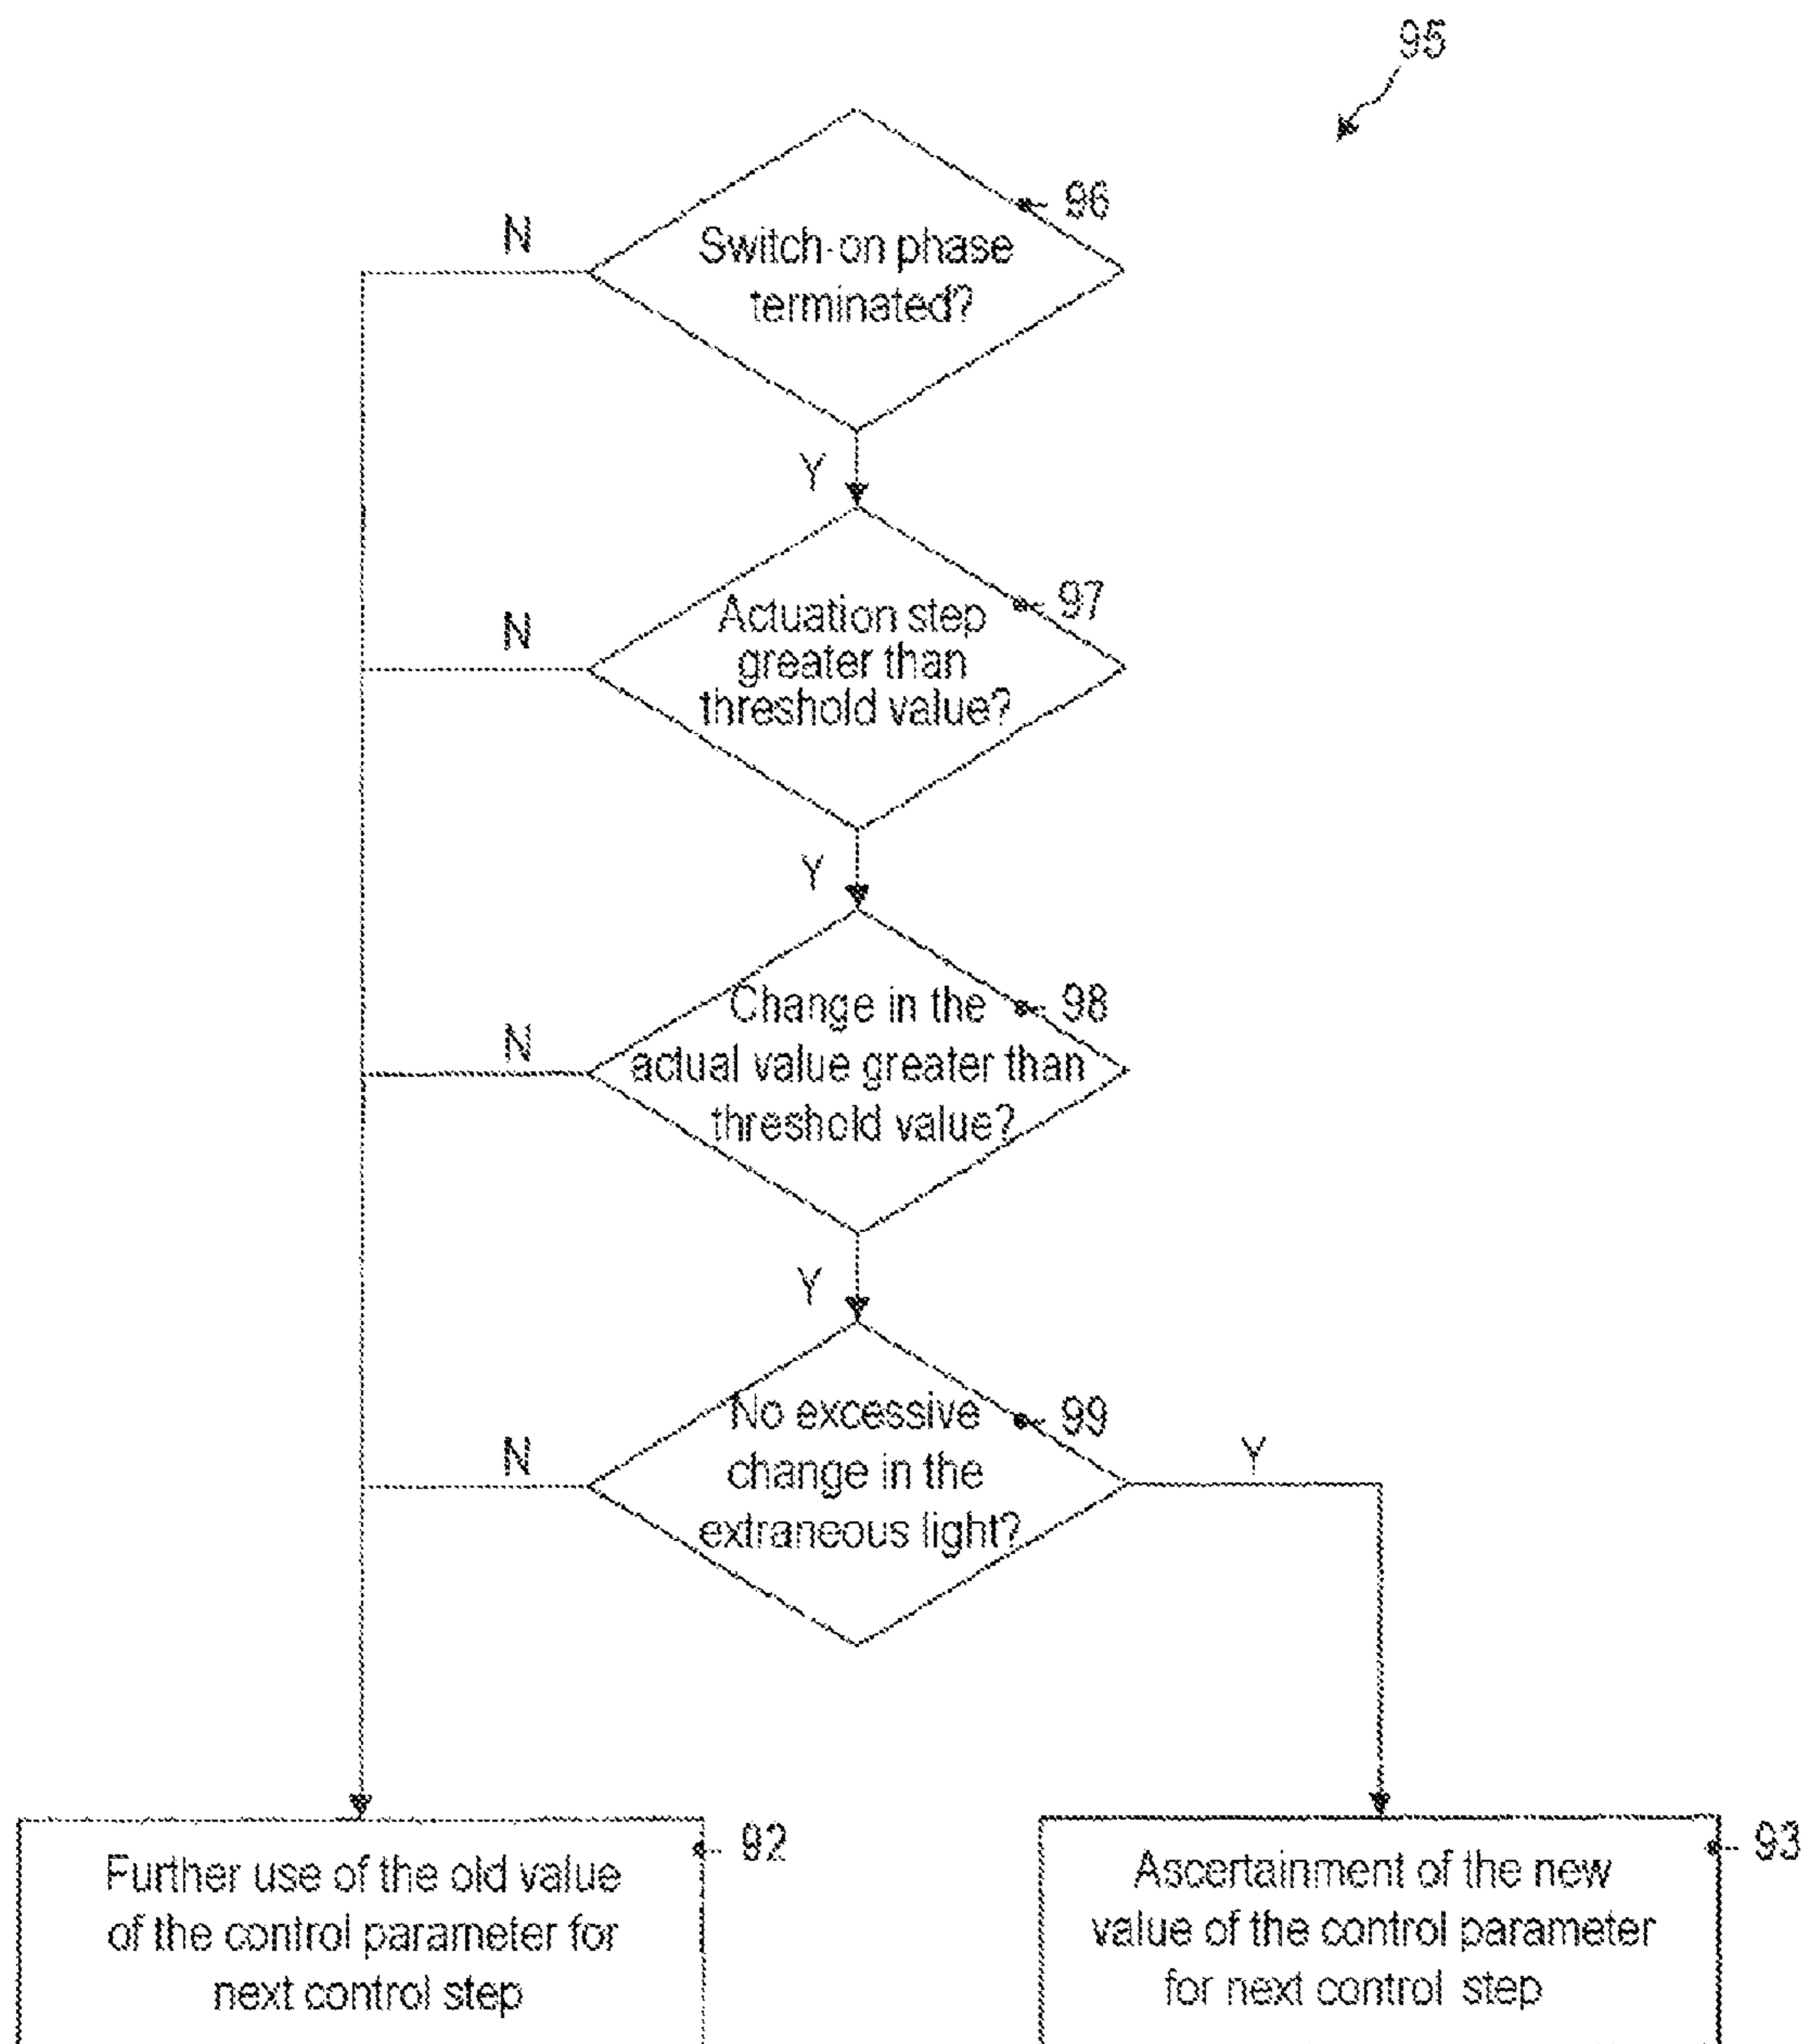 95
96
N
Switch-on phase
terminated?
Y
97
N
Actuation step
greater than
threshold value?
Y
98
N
Change in the
actual value greater than
threshold value?
Y
99
N
No excessive
change in the
extraneous light?
Y
92
Further use of the old value
of the control parameter for
next control step
93
Ascertainment of the new
value of the control parameter
for next control step